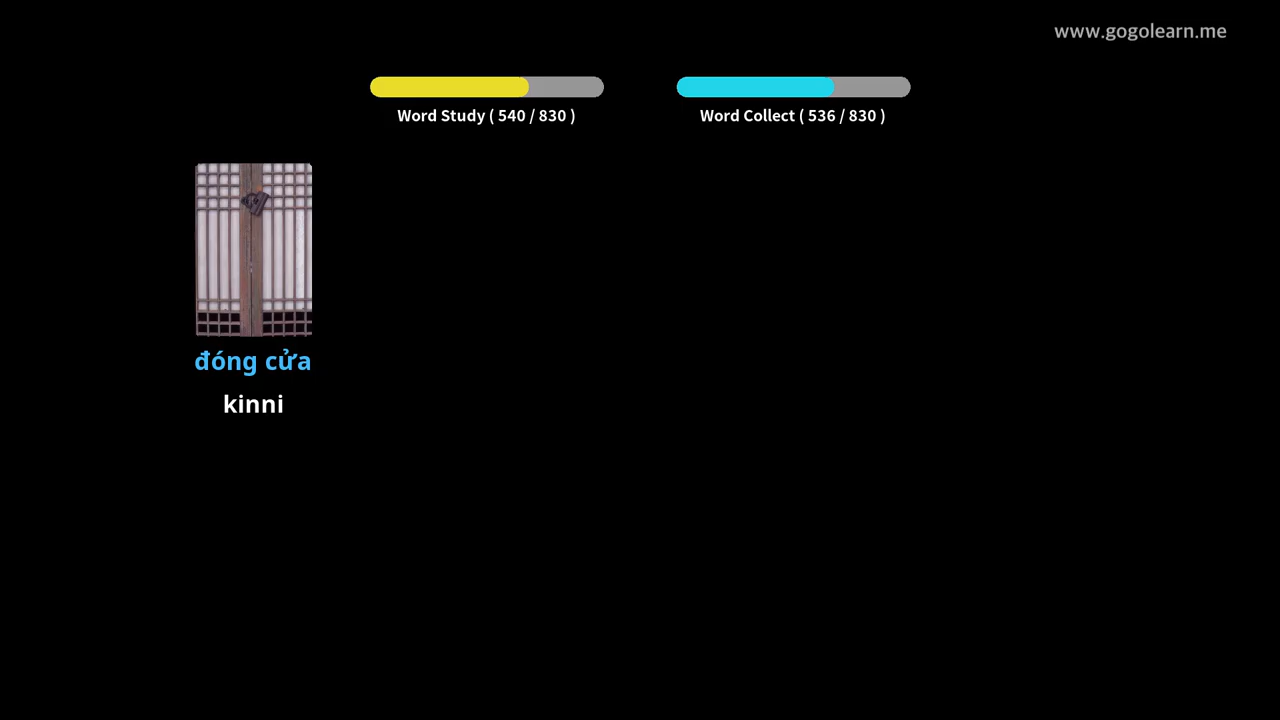 www.gogolearn.me
Word Study ( 540 / 830 )
Word Collect ( 536 / 830 )
đóng cửa
kinni